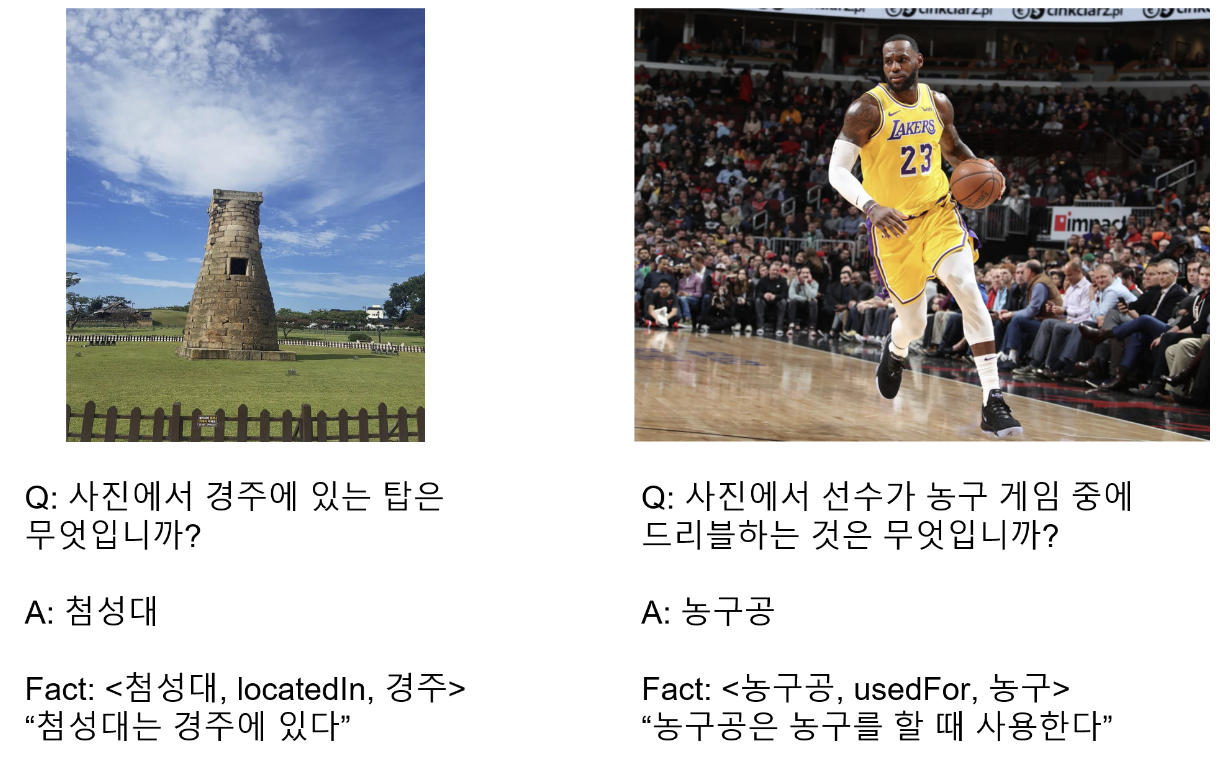 cinkciarz.pl
cinkciarz.pl
LAKERS
23
impact
Q: 사진에서 경주에 있는 탑은
무엇입니까?
A: 첨성대
Fact: <첨성대, locatedIn, 경주>
“첨성대는 경주에 있다”
Q: 사진에서 선수가 농구 게임 중에
드리블하는 것은 무엇입니까?
A: 농구공
Fact: <농구공, usedFor, 농구>
“농구공은 농구를 할 때 사용한다”